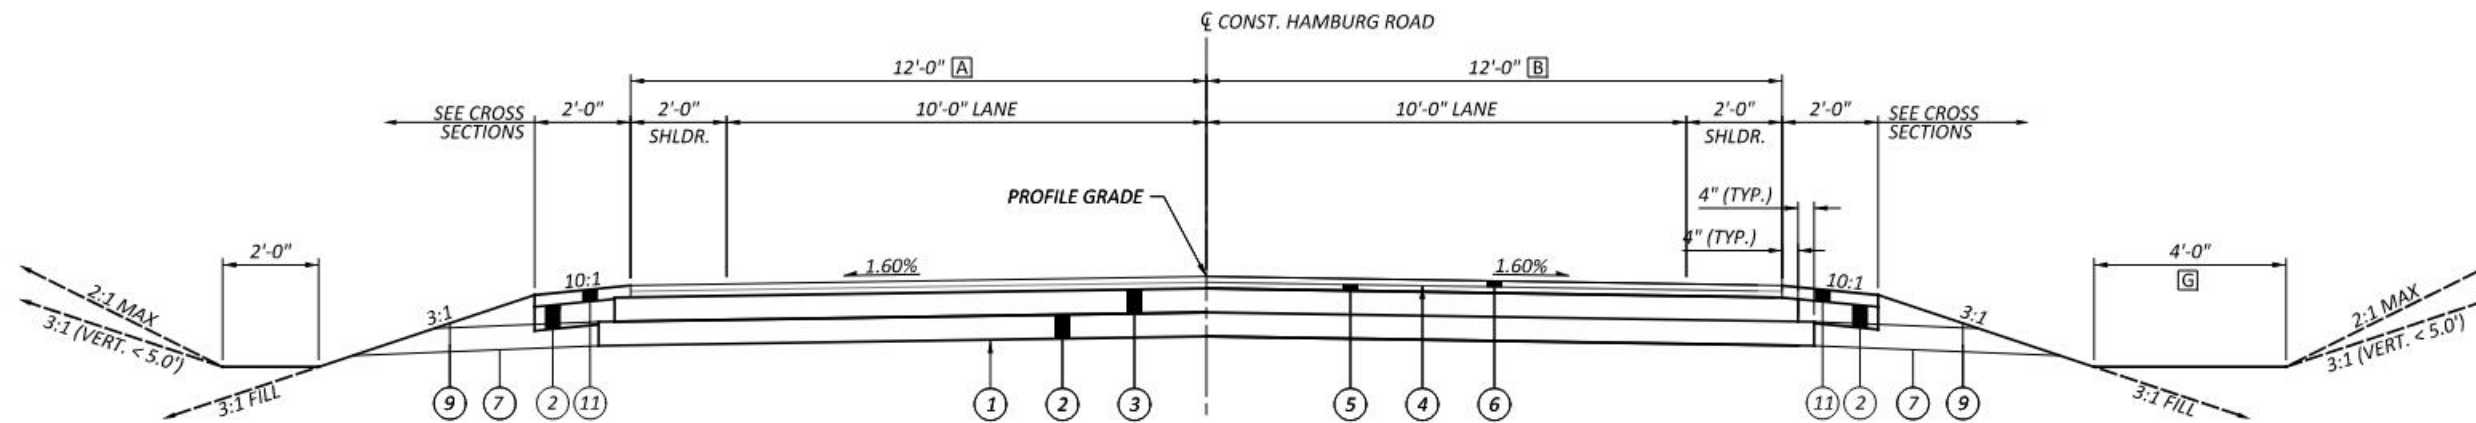 ℄ CONST. HAMBURG ROAD
12'-0" A
12'-0" B
SEE CROSS
SECTIONS
2'-0"
2'-0"
SHLDR.
10'-0" LANE
10'-0" LANE
2'-0"
SHLDR.
2'-0"
SEE CROSS
SECTIONS
PROFILE GRADE
4" (TYP.)
4" (TYP.)
2'-0"
4'-0"
G
10:1
1.60%
1.60%
10:1
2:1 MAX
3:1 (VERT. < 5.0')
3:1
3:1 FILL
3:1
2:1 MAX
3:1 (VERT. < 5.0')
3:1 FILL
9 7 2 11 1 2 3 5 4 6 11 2 7 9